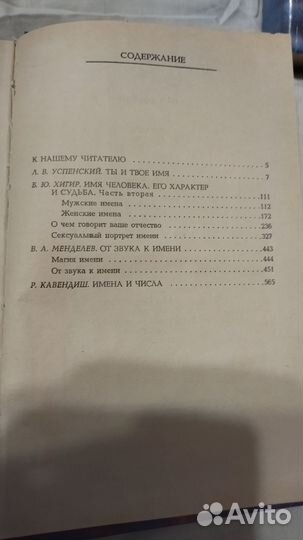 СОДЕРЖАНИЕ
К НАШЕМУ ЧИТАТЕЛЮ . . . . . . . . . . . . . . 5
Л. В. УСПЕНСКИЙ. ТЫ И ТВОЕ ИМЯ . . . . . . . . . . 7
Б. Ю. ХИГИР. ИМЯ ЧЕЛОВЕКА, ЕГО ХАРАКТЕР
И СУДЬБА. Часть вторая . . . . . . . . . . . 111
Мужские имена . . . . . . . . . . . . 112
Женские имена . . . . . . . . . . . . 172
О чем говорит ваше отчество . . . . . . . . 236
Сексуальный портрет имени . . . . . . . . 327
В. А. МЕНДЕЛЕВ. ОТ ЗВУКА К ИМЕНИ . . . . . . . . 443
Магия имени . . . . . . . . . . . . 444
От звука к имени . . . . . . . . . . . 451
Р. КАВЕНДИШ. ИМЕНА И ЧИСЛА . . . . . . . . . . 565
Avito